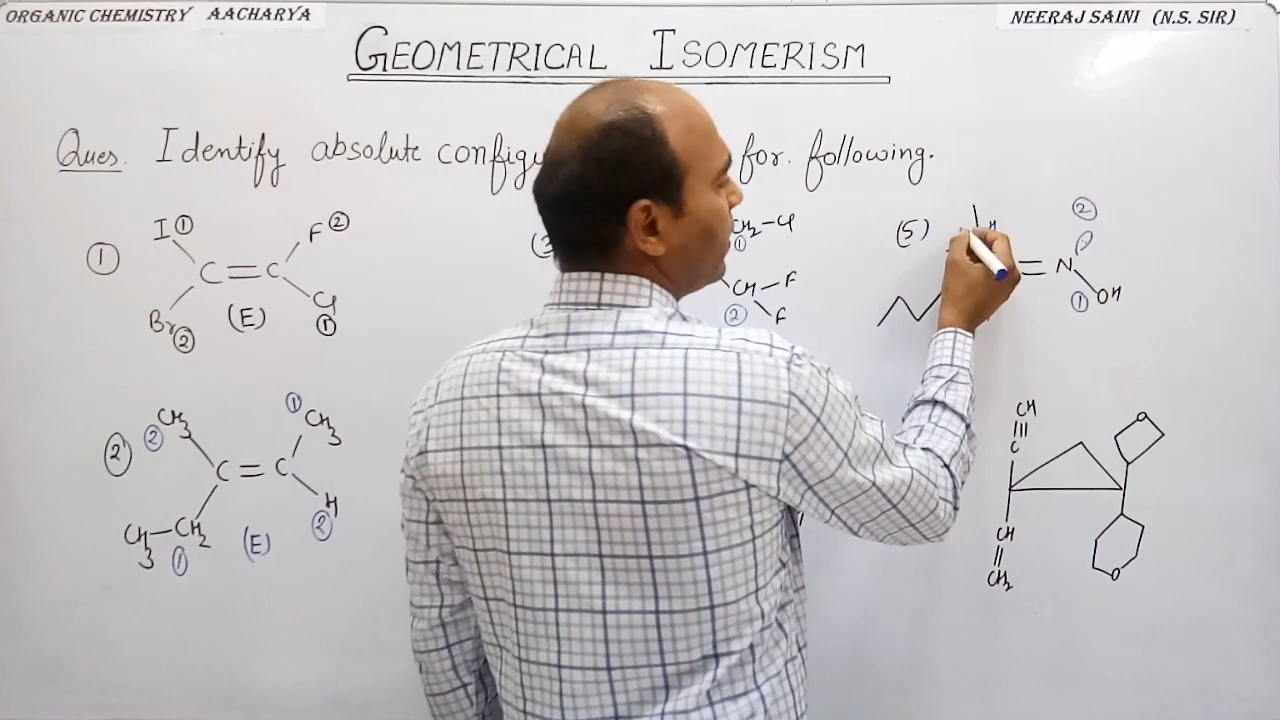 ORGANIC CHEMISTRY AACHARYA
NEERAJ SAINI (N.S. SIR)
GEOMETRICAL ISOMERISM
Ques. Identify absolute for. following.
①
I ①
F ②
C = C
Br ②
(E)
Cl
①
②
CH3
②
①
CH3
C = C
CH3-CH2
①
(E)
H
②
CH2-Cl
①
CH-F
F
②
(5)
②
= N
①
OH
CH
≡
C
CH
=
CH2
O
O